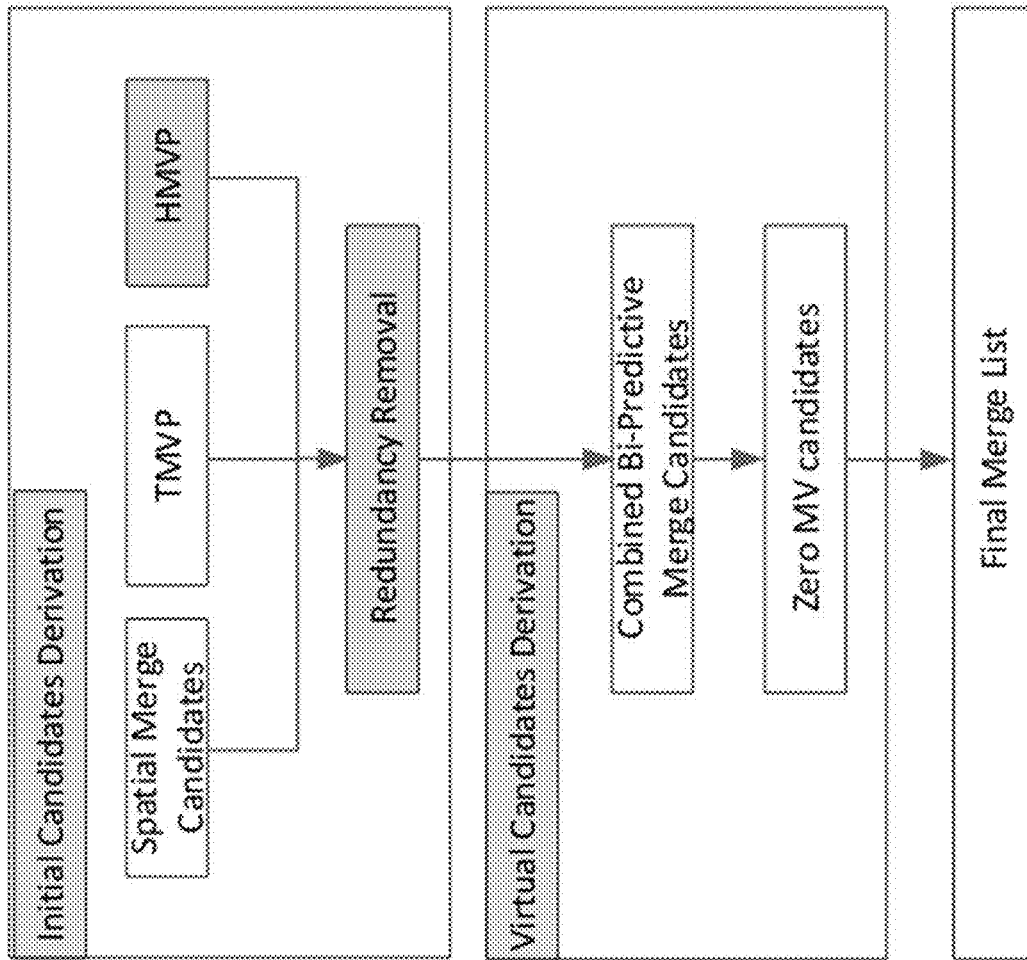 Initial Candidates Derivation
Spatial Merge
Candidates
TMVP
HMVP
Redundancy Removal
Virtual Candidates Derivation
Combined Bi-Predictive
Merge Candidates
Zero MV candidates
Final Merge List